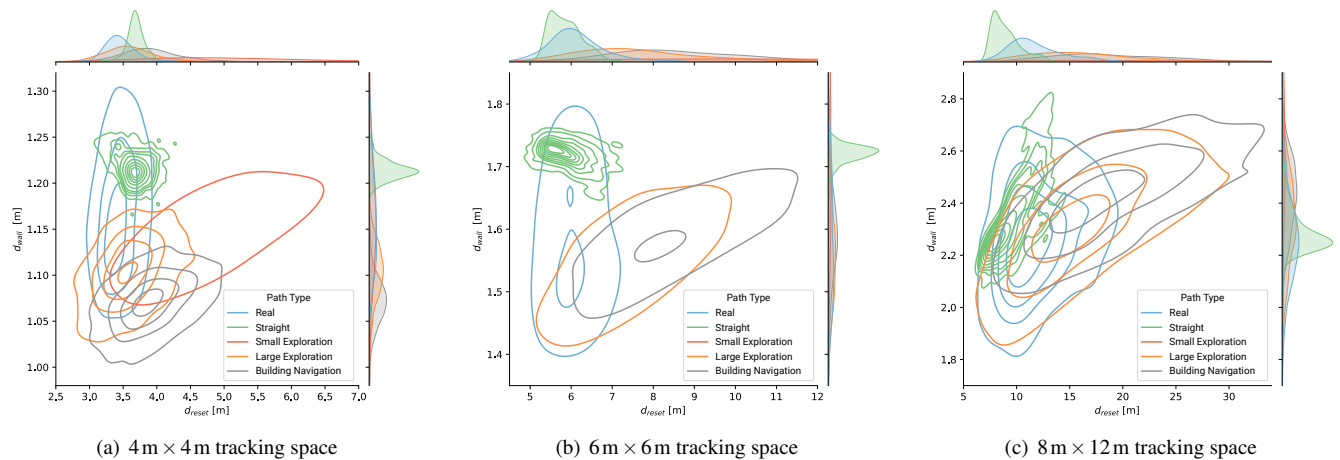 1.30
1.25
1.20
1.15
1.10
1.05
1.00
d_wall [m]
2.5 3.0 3.5 4.0 4.5 5.0 5.5 6.0 6.5 7.0
d_reset [m]
Path Type
Real
Straight
Small Exploration
Large Exploration
Building Navigation
(a) 4 m × 4 m tracking space
1.8
1.7
1.6
1.5
1.4
d_wall [m]
5 6 7 8 9 10 11 12
d_reset [m]
Path Type
Real
Straight
Small Exploration
Large Exploration
Building Navigation
(b) 6 m × 6 m tracking space
2.8
2.6
2.4
2.2
2.0
1.8
d_wall [m]
5 10 15 20 25 30
d_reset [m]
Path Type
Real
Straight
Small Exploration
Large Exploration
Building Navigation
(c) 8 m × 12 m tracking space